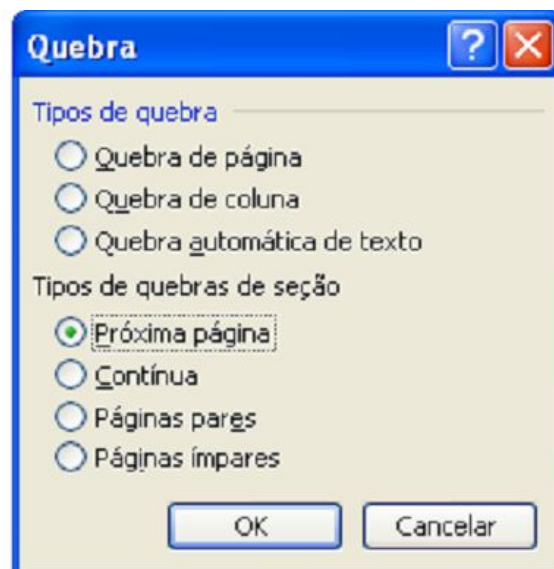 Quebra
Tipos de quebra
Quebra de página
Quebra de coluna
Quebra automática de texto
Tipos de quebras de seção
Próxima página
Contínua
Páginas pares
Páginas ímpares
OK Cancelar